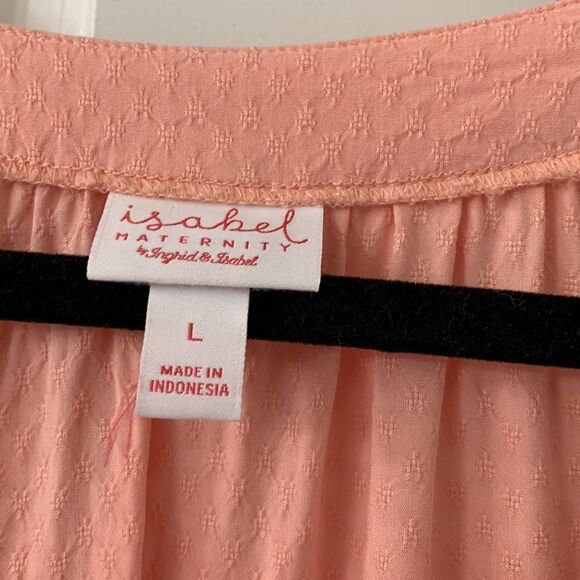 isabel
MATERNITY
by Ingrid & Isabel
L
MADE IN
INDONESIA